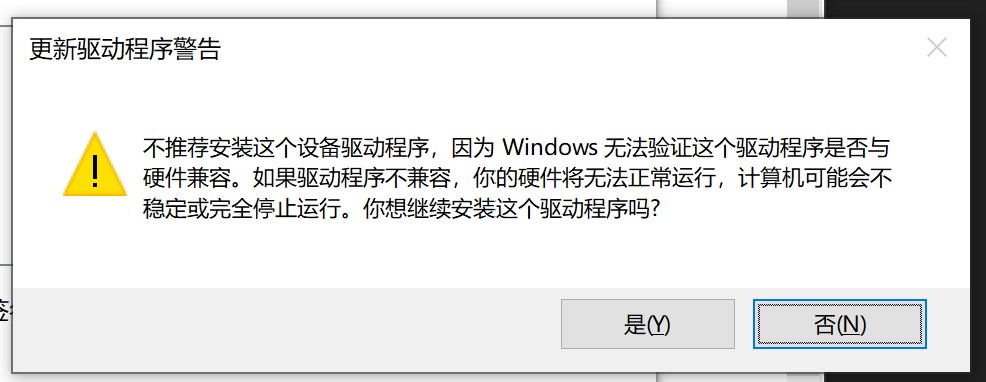 更新驱动程序警告
不推荐安装这个设备驱动程序，因为 Windows 无法验证这个驱动程序是否与
硬件兼容。如果驱动程序不兼容，你的硬件将无法正常运行，计算机可能会不
稳定或完全停止运行。你想继续安装这个驱动程序吗?
是(Y)
否(N)